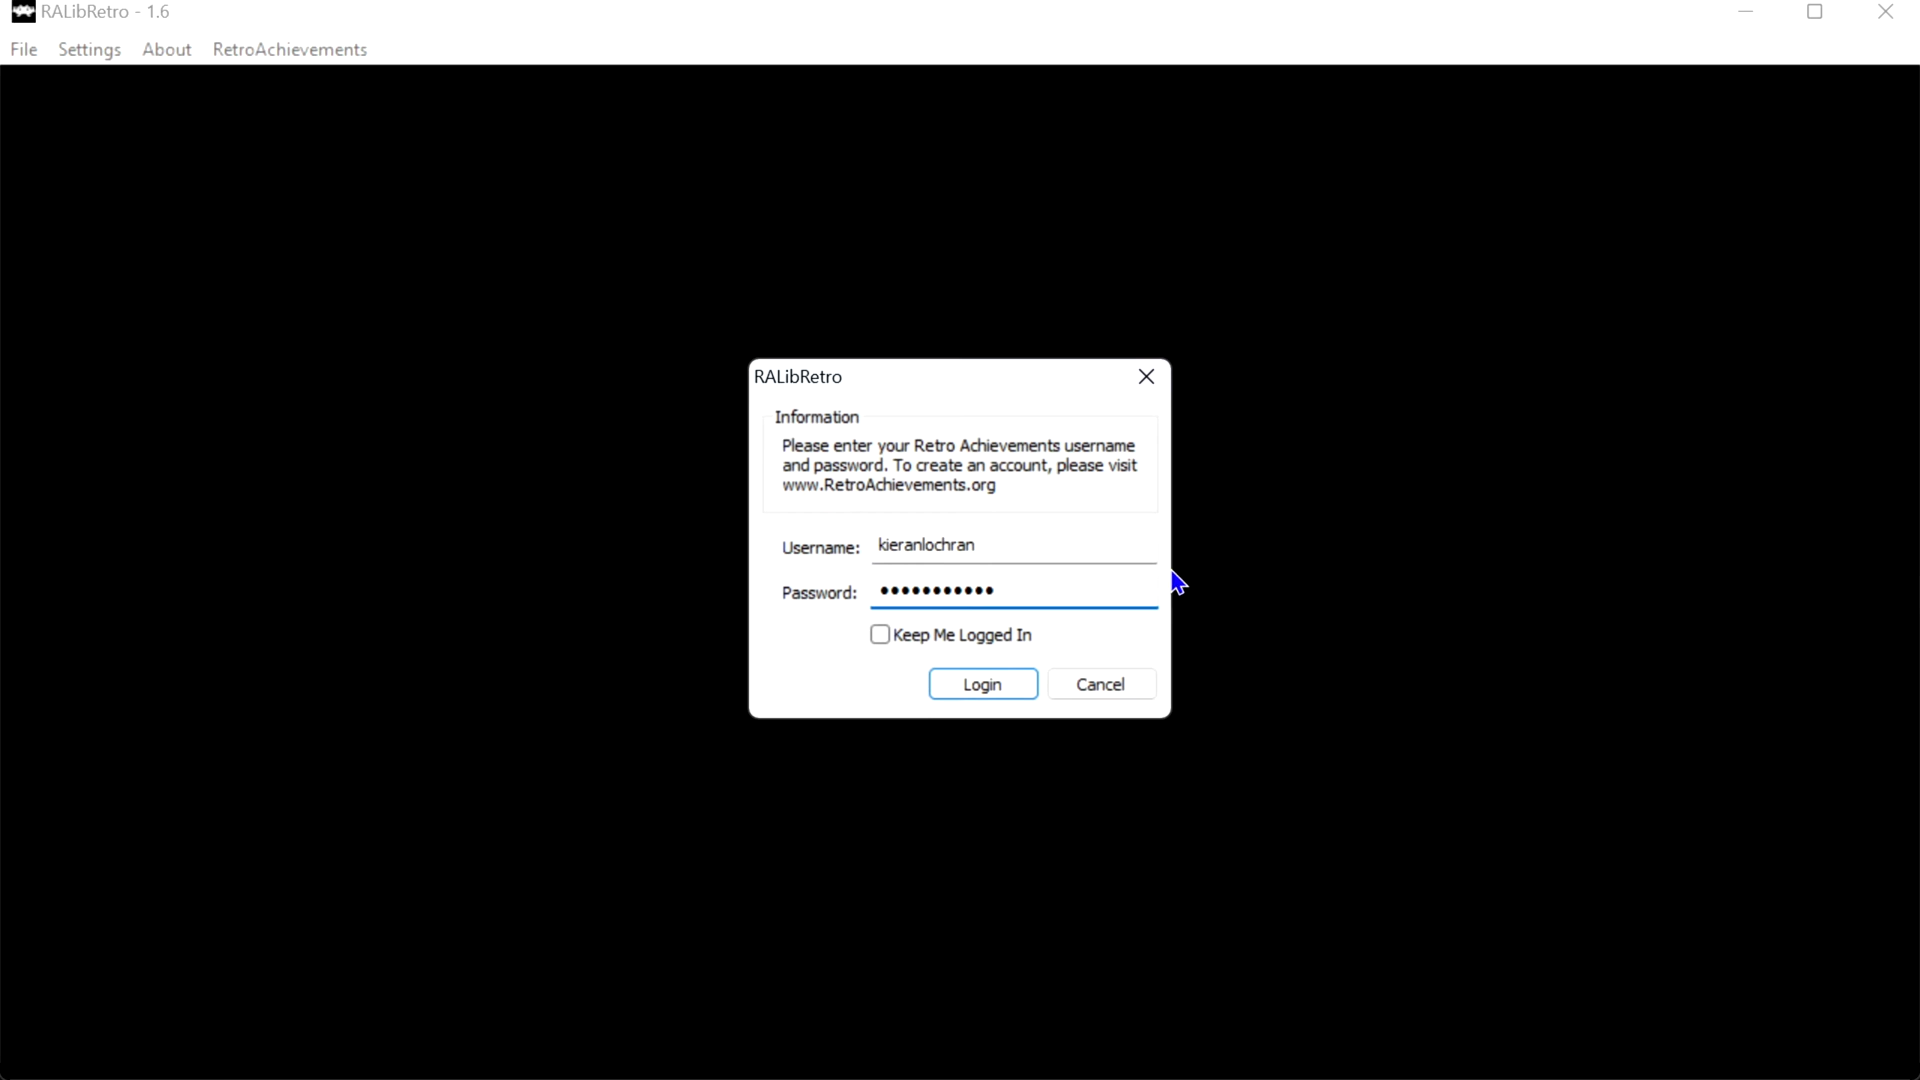 RALibRetro - 1.6
File Settings About RetroAchievements
RALibRetro
Information
Please enter your Retro Achievements username
and password. To create an account, please visit
www.RetroAchievements.org
Username: kieranlochran
Password: •••••••••••
Keep Me Logged In
Login Cancel